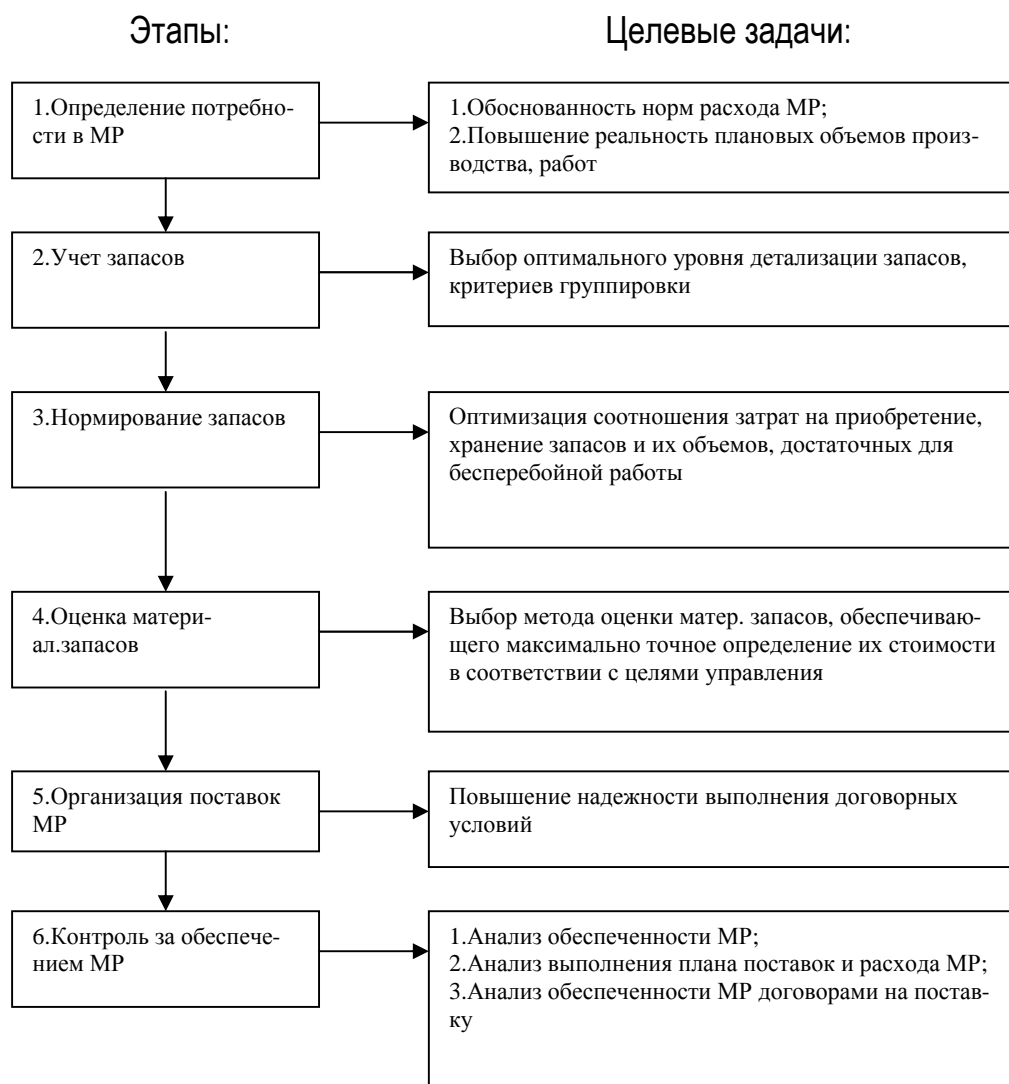 Этапы:
Целевые задачи:
1.Определение потребно-
сти в МР
1.Обоснованность норм расхода МР;
2.Повышение реальность плановых объемов произ-
водства, работ
2.Учет запасов
Выбор оптимального уровня детализации запасов,
критериев группировки
3.Нормирование запасов
Оптимизация соотношения затрат на приобретение,
хранение запасов и их объемов, достаточных для
бесперебойной работы
4.Оценка матери-
ал.запасов
Выбор метода оценки матер. запасов, обеспечиваю-
щего максимально точное определение их стоимости
в соответствии с целями управления
5.Организация поставок
МР
Повышение надежности выполнения договорных
условий
6.Контроль за обеспече-
нием МР
1.Анализ обеспеченности МР;
2.Анализ выполнения плана поставок и расхода МР;
3.Анализ обеспеченности МР договорами на постав-
ку